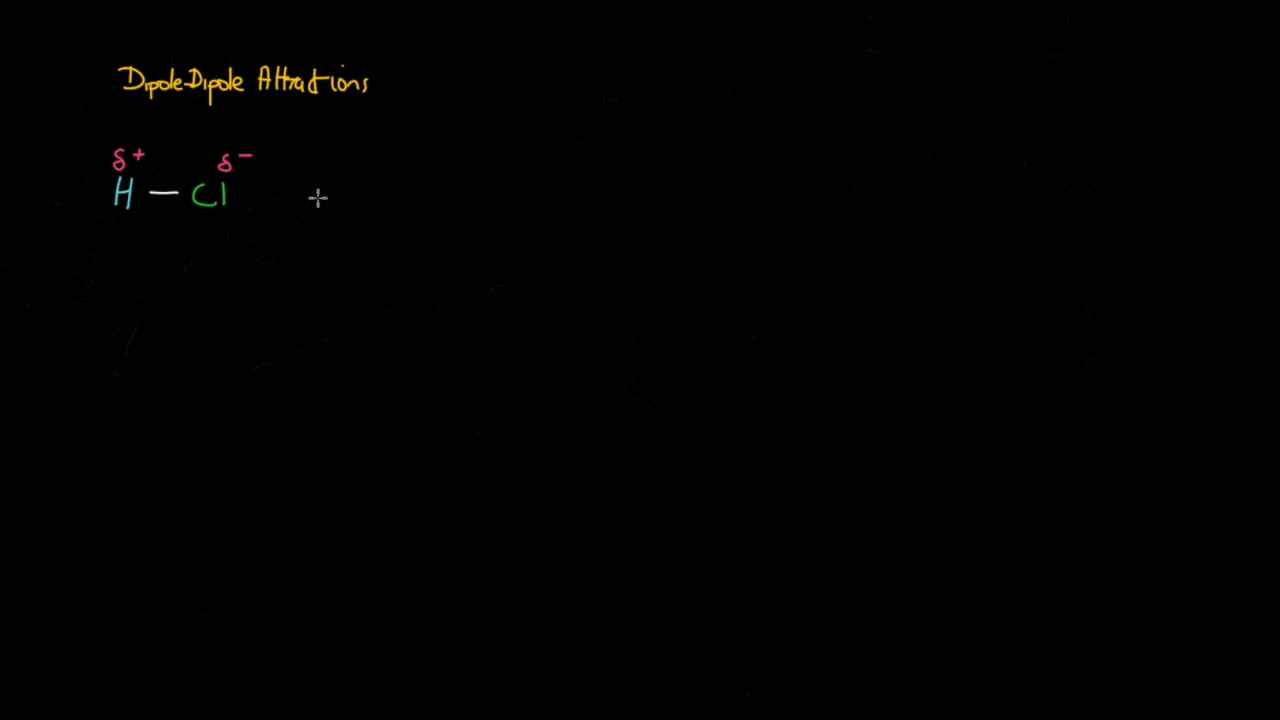 Dipole-Dipole Attractions
δ+ δ−
H — Cl